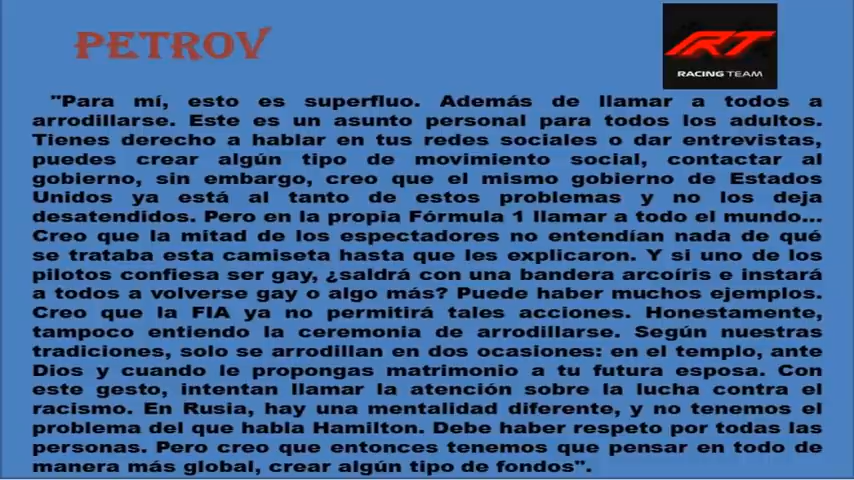 PETROV
RT
RACING TEAM
"Para mí, esto es superfluo. Además de llamar a todos a
arrodillarse. Este es un asunto personal para todos los adultos.
Tienes derecho a hablar en tus redes sociales o dar entrevistas,
puedes crear algún tipo de movimiento social, contactar al
gobierno, sin embargo, creo que el mismo gobierno de Estados
Unidos ya está al tanto de estos problemas y no los deja
desatendidos. Pero en la propia Fórmula 1 llamar a todo el mundo...
Creo que la mitad de los espectadores no entendían nada de qué
se trataba esta camiseta hasta que les explicaron. Y si uno de los
pilotos confiesa ser gay, ¿saldrá con una bandera arcoíris e instará
a todos a volverse gay o algo más? Puede haber muchos ejemplos.
Creo que la FIA ya no permitirá tales acciones. Honestamente,
tampoco entiendo la ceremonia de arrodillarse. Según nuestras
tradiciones, solo se arrodillan en dos ocasiones: en el templo, ante
Dios y cuando le propongas matrimonio a tu futura esposa. Con
este gesto, intentan llamar la atención sobre la lucha contra el
racismo. En Rusia, hay una mentalidad diferente, y no tenemos el
problema del que habla Hamilton. Debe haber respeto por todas las
personas. Pero creo que entonces tenemos que pensar en todo de
manera más global, crear algún tipo de fondos".